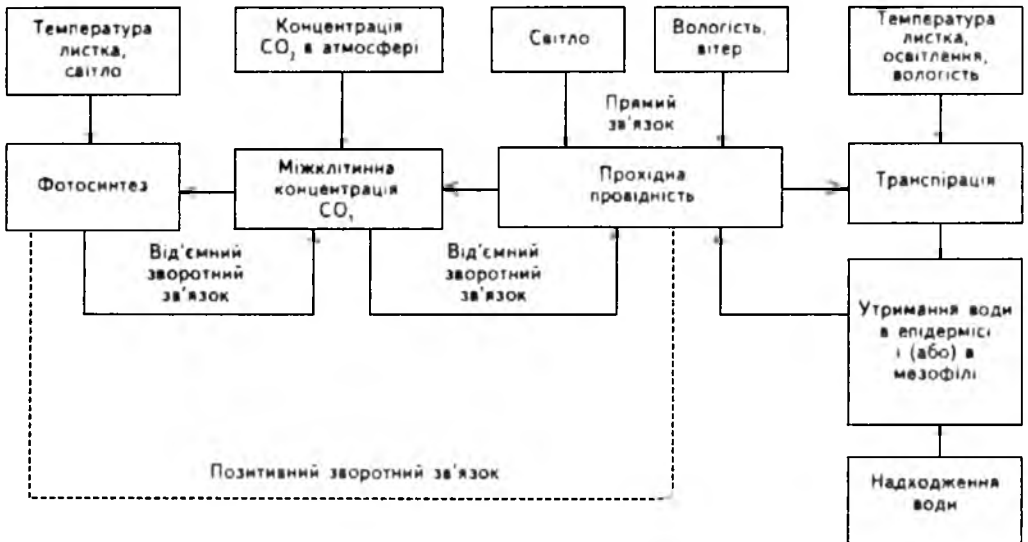 Температура
листка,
світло
Концентрація
CO₂ в атмосфері
Світло
Вологість,
вітер
Температура
листка,
освітлення,
вологість
Прямий
зв'язок
Фотосинтез
Міжклітинна
концентрація
CO₂
Прохідна
провідність
Транспірація
Від'ємний
зворотний
зв'язок
Від'ємний
зворотний
зв'язок
Утримання води
в епідермісі
і (або) в
мезофілі
Позитивний зворотний зв'язок
Надходження
води